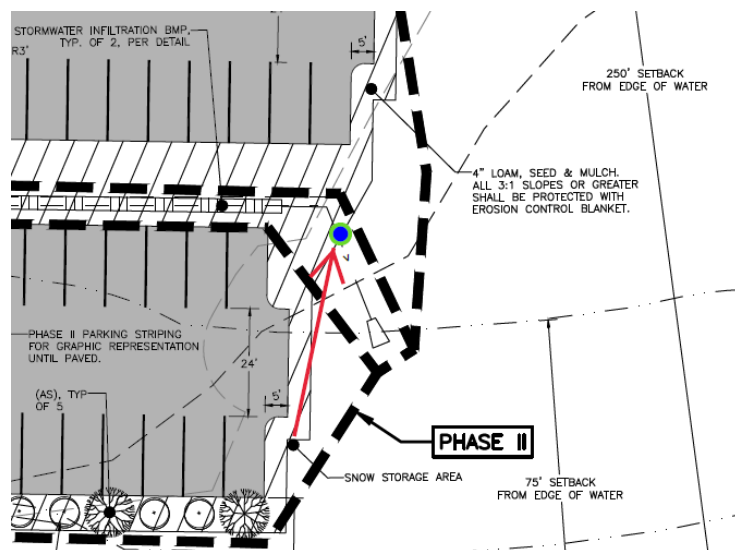 STORMWATER INFILTRATION BMP,
TYP. OF 2, PER DETAIL
R3'
5'
250' SETBACK
FROM EDGE OF WATER
4" LOAM, SEED & MULCH.
ALL 3:1 SLOPES OR GREATER
SHALL BE PROTECTED WITH
EROSION CONTROL BLANKET.
PHASE II PARKING STRIPING
FOR GRAPHIC REPRESENTATION
UNTIL PAVED.
24'
(AS), TYP
OF 5
5'
PHASE II
SNOW STORAGE AREA
75' SETBACK
FROM EDGE OF WATER